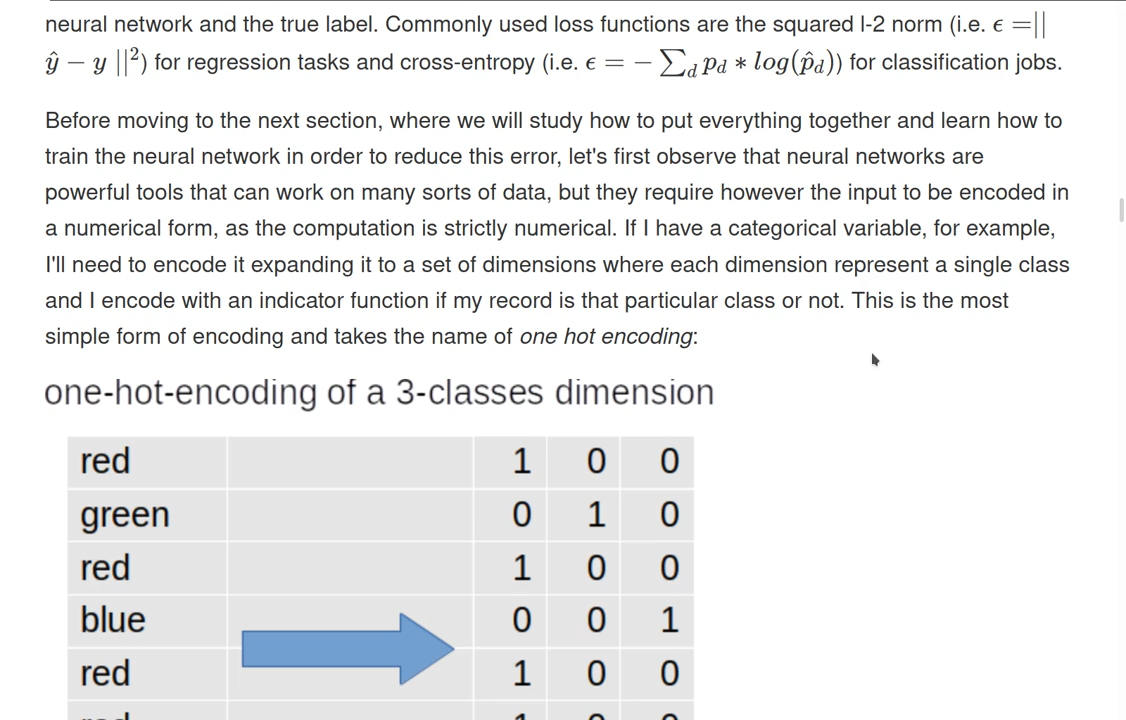 neural network and the true label. Commonly used loss functions are the squared l-2 norm (i.e. ϵ =||
ŷ − y ||²) for regression tasks and cross-entropy (i.e. ϵ = − ∑_d p_d * log(p̂_d)) for classification jobs.
Before moving to the next section, where we will study how to put everything together and learn how to
train the neural network in order to reduce this error, let's first observe that neural networks are
powerful tools that can work on many sorts of data, but they require however the input to be encoded in
a numerical form, as the computation is strictly numerical. If I have a categorical variable, for example,
I'll need to encode it expanding it to a set of dimensions where each dimension represent a single class
and I encode with an indicator function if my record is that particular class or not. This is the most
simple form of encoding and takes the name of one hot encoding:
one-hot-encoding of a 3-classes dimension
red 1 0 0
green 0 1 0
red 1 0 0
blue 0 0 1
red 1 0 0